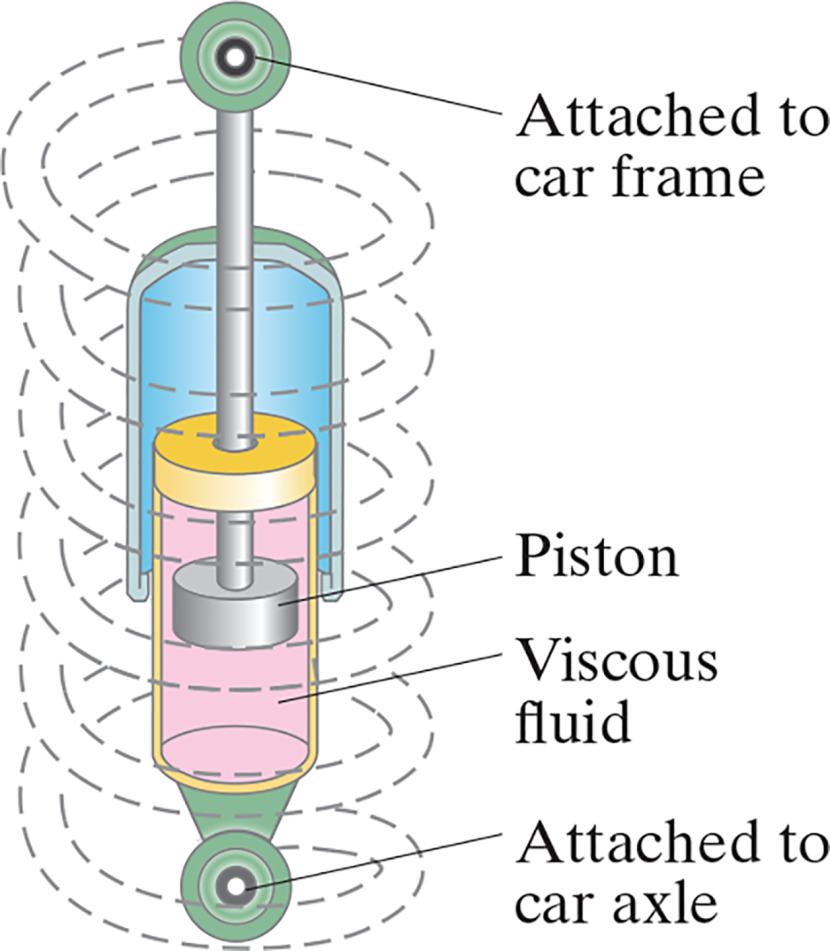 Attached to
car frame
Piston
Viscous
fluid
Attached to
car axle